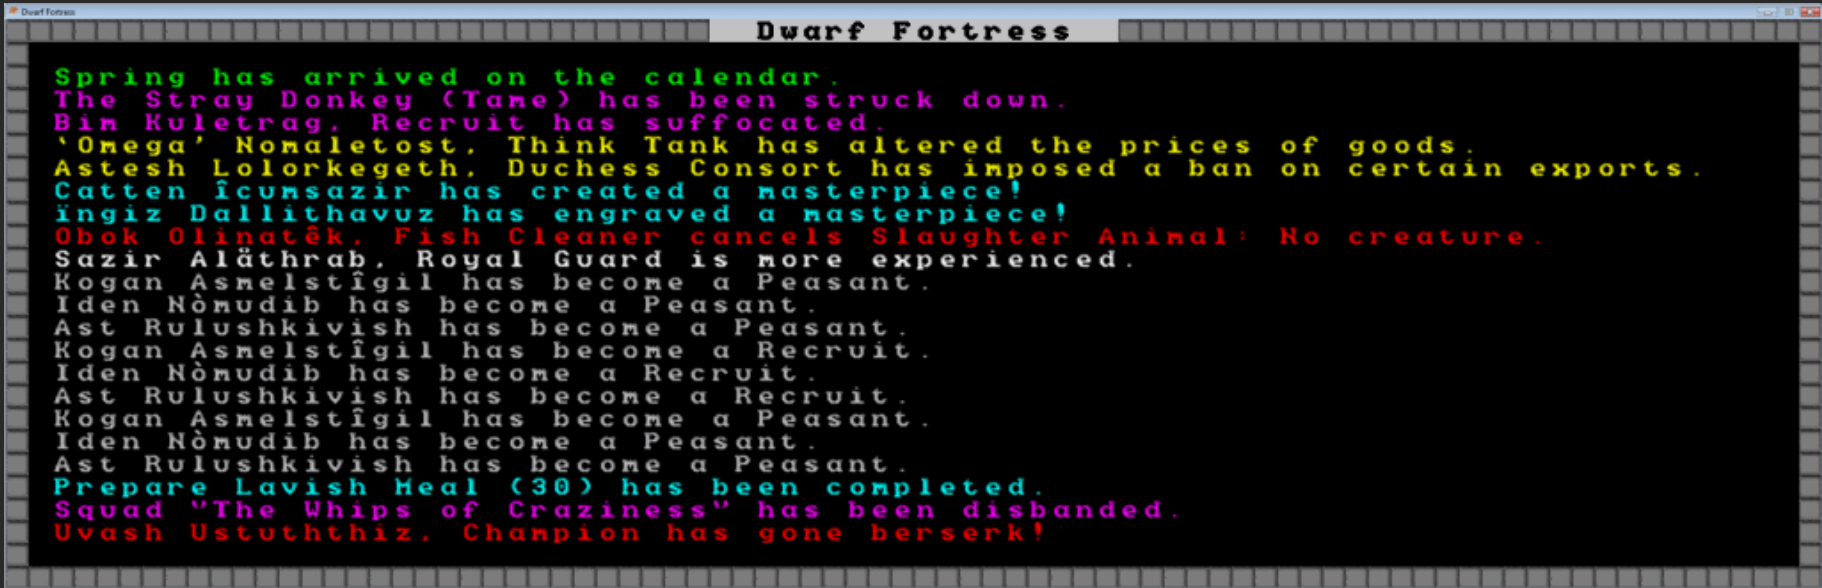 Dwarf Fortress
Dwarf Fortress
Spring has arrived on the calendar.
The Stray Donkey (Tame) has been struck down.
Bim Kuletrag, Recruit has suffocated.
'Omega' Nomaletost, Think Tank has altered the prices of goods.
Astesh Lolorkegeth, Duchess Consort has imposed a ban on certain exports.
Catten Îcumsazir has created a masterpiece!
ïngiz Dallithavuz has engraved a masterpiece!
Obok Olinatêk, Fish Cleaner cancels Slaughter Animal: No creature.
Sazir Alåthrab, Royal Guard is more experienced.
Kogan Asmelstîgil has become a Peasant.
Iden Nòmudib has become a Peasant.
Ast Rulushkivish has become a Peasant.
Kogan Asmelstîgil has become a Recruit.
Iden Nòmudib has become a Recruit.
Ast Rulushkivish has become a Recruit.
Kogan Asmelstîgil has become a Peasant.
Iden Nòmudib has become a Peasant.
Ast Rulushkivish has become a Peasant.
Prepare Lavish Meal (30) has been completed.
Squad "The Whips of Craziness" has been disbanded.
Uvash Ustuththiz, Champion has gone berserk!